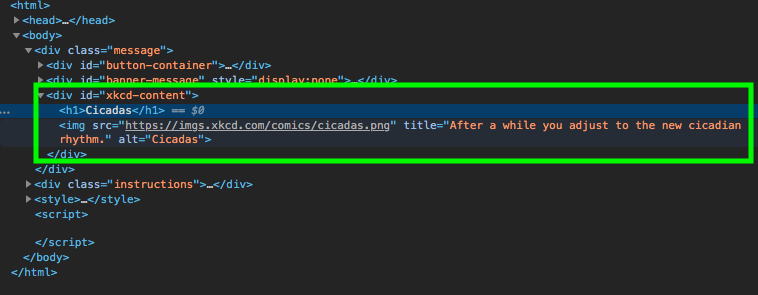 <html>
▶<head>…</head>
▼<body>
▼<div class="message">
▶<div id="button-container">…</div>
▶<div id="banner-message" style="display:none">…</div>
▼<div id="xkcd-content">
… <h1>Cicadas</h1> == $0
<img src="https://imgs.xkcd.com/comics/cicadas.png" title="After a while you adjust to the new cicadian
rhythm." alt="Cicadas">
</div>
</div>
▶<div class="instructions">…</div>
▶<style>…</style>
<script>
</script>
</body>
</html>